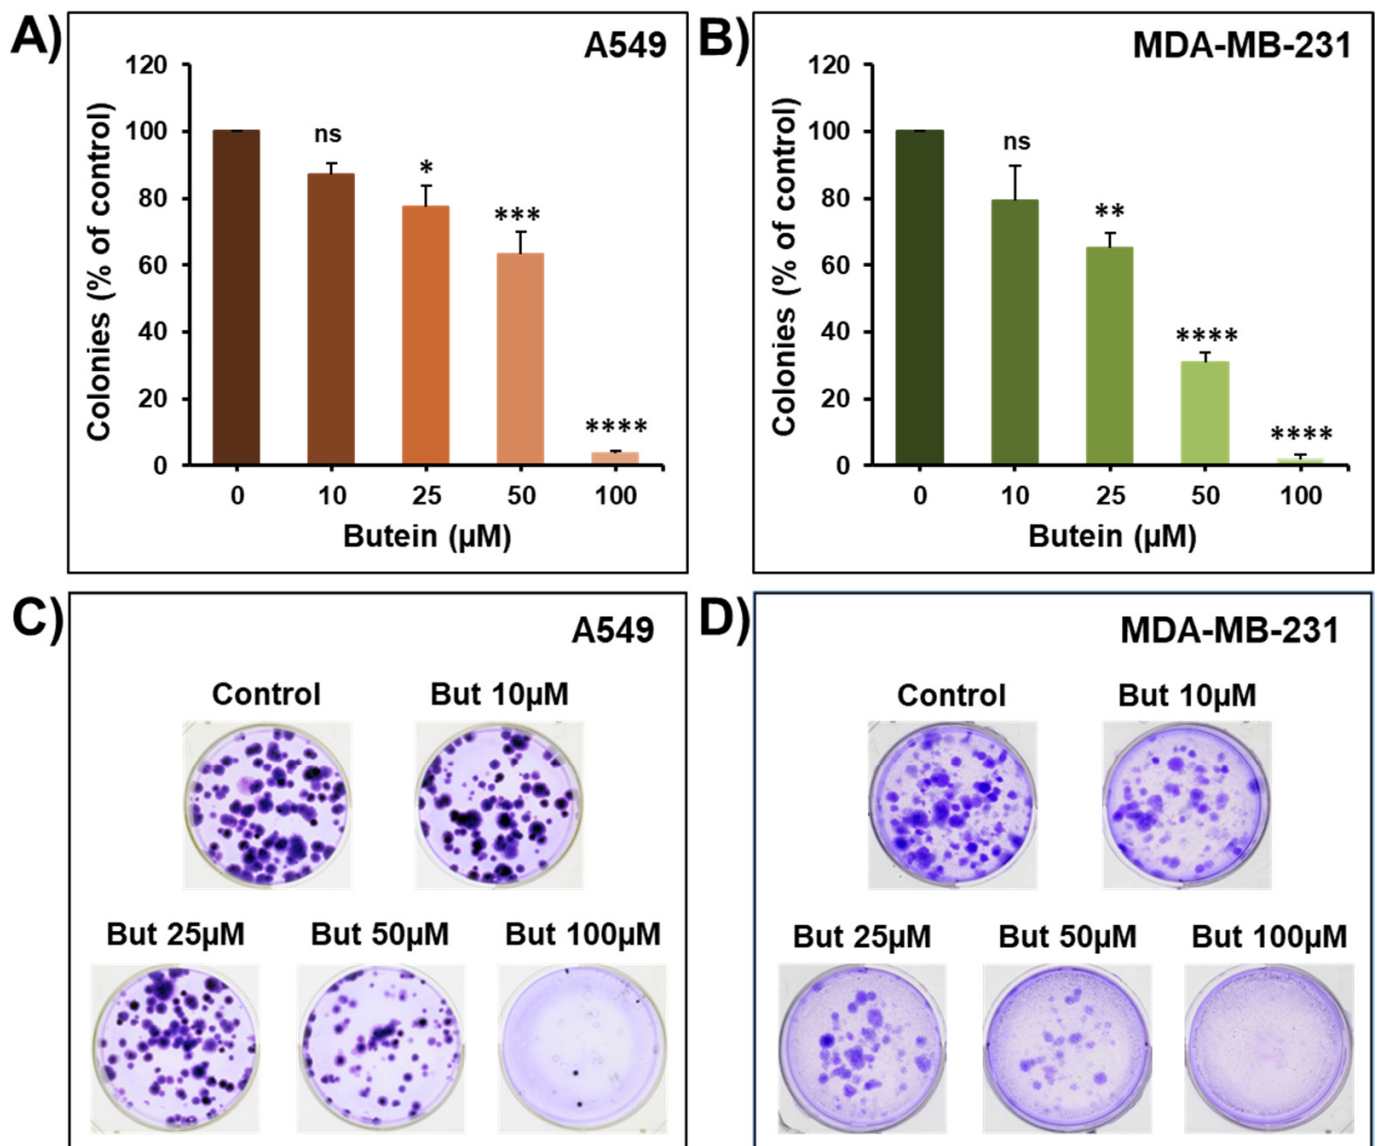 A)
A549
120
100
80
60
40
20
0
Colonies (% of control)
ns
*
***
****
0 10 25 50 100
Butein (µM)
B)
MDA-MB-231
120
100
80
60
40
20
0
Colonies (% of control)
ns
**
****
****
0 10 25 50 100
Butein (µM)
C)
A549
Control But 10µM
But 25µM But 50µM But 100µM
D)
MDA-MB-231
Control But 10µM
But 25µM But 50µM But 100µM